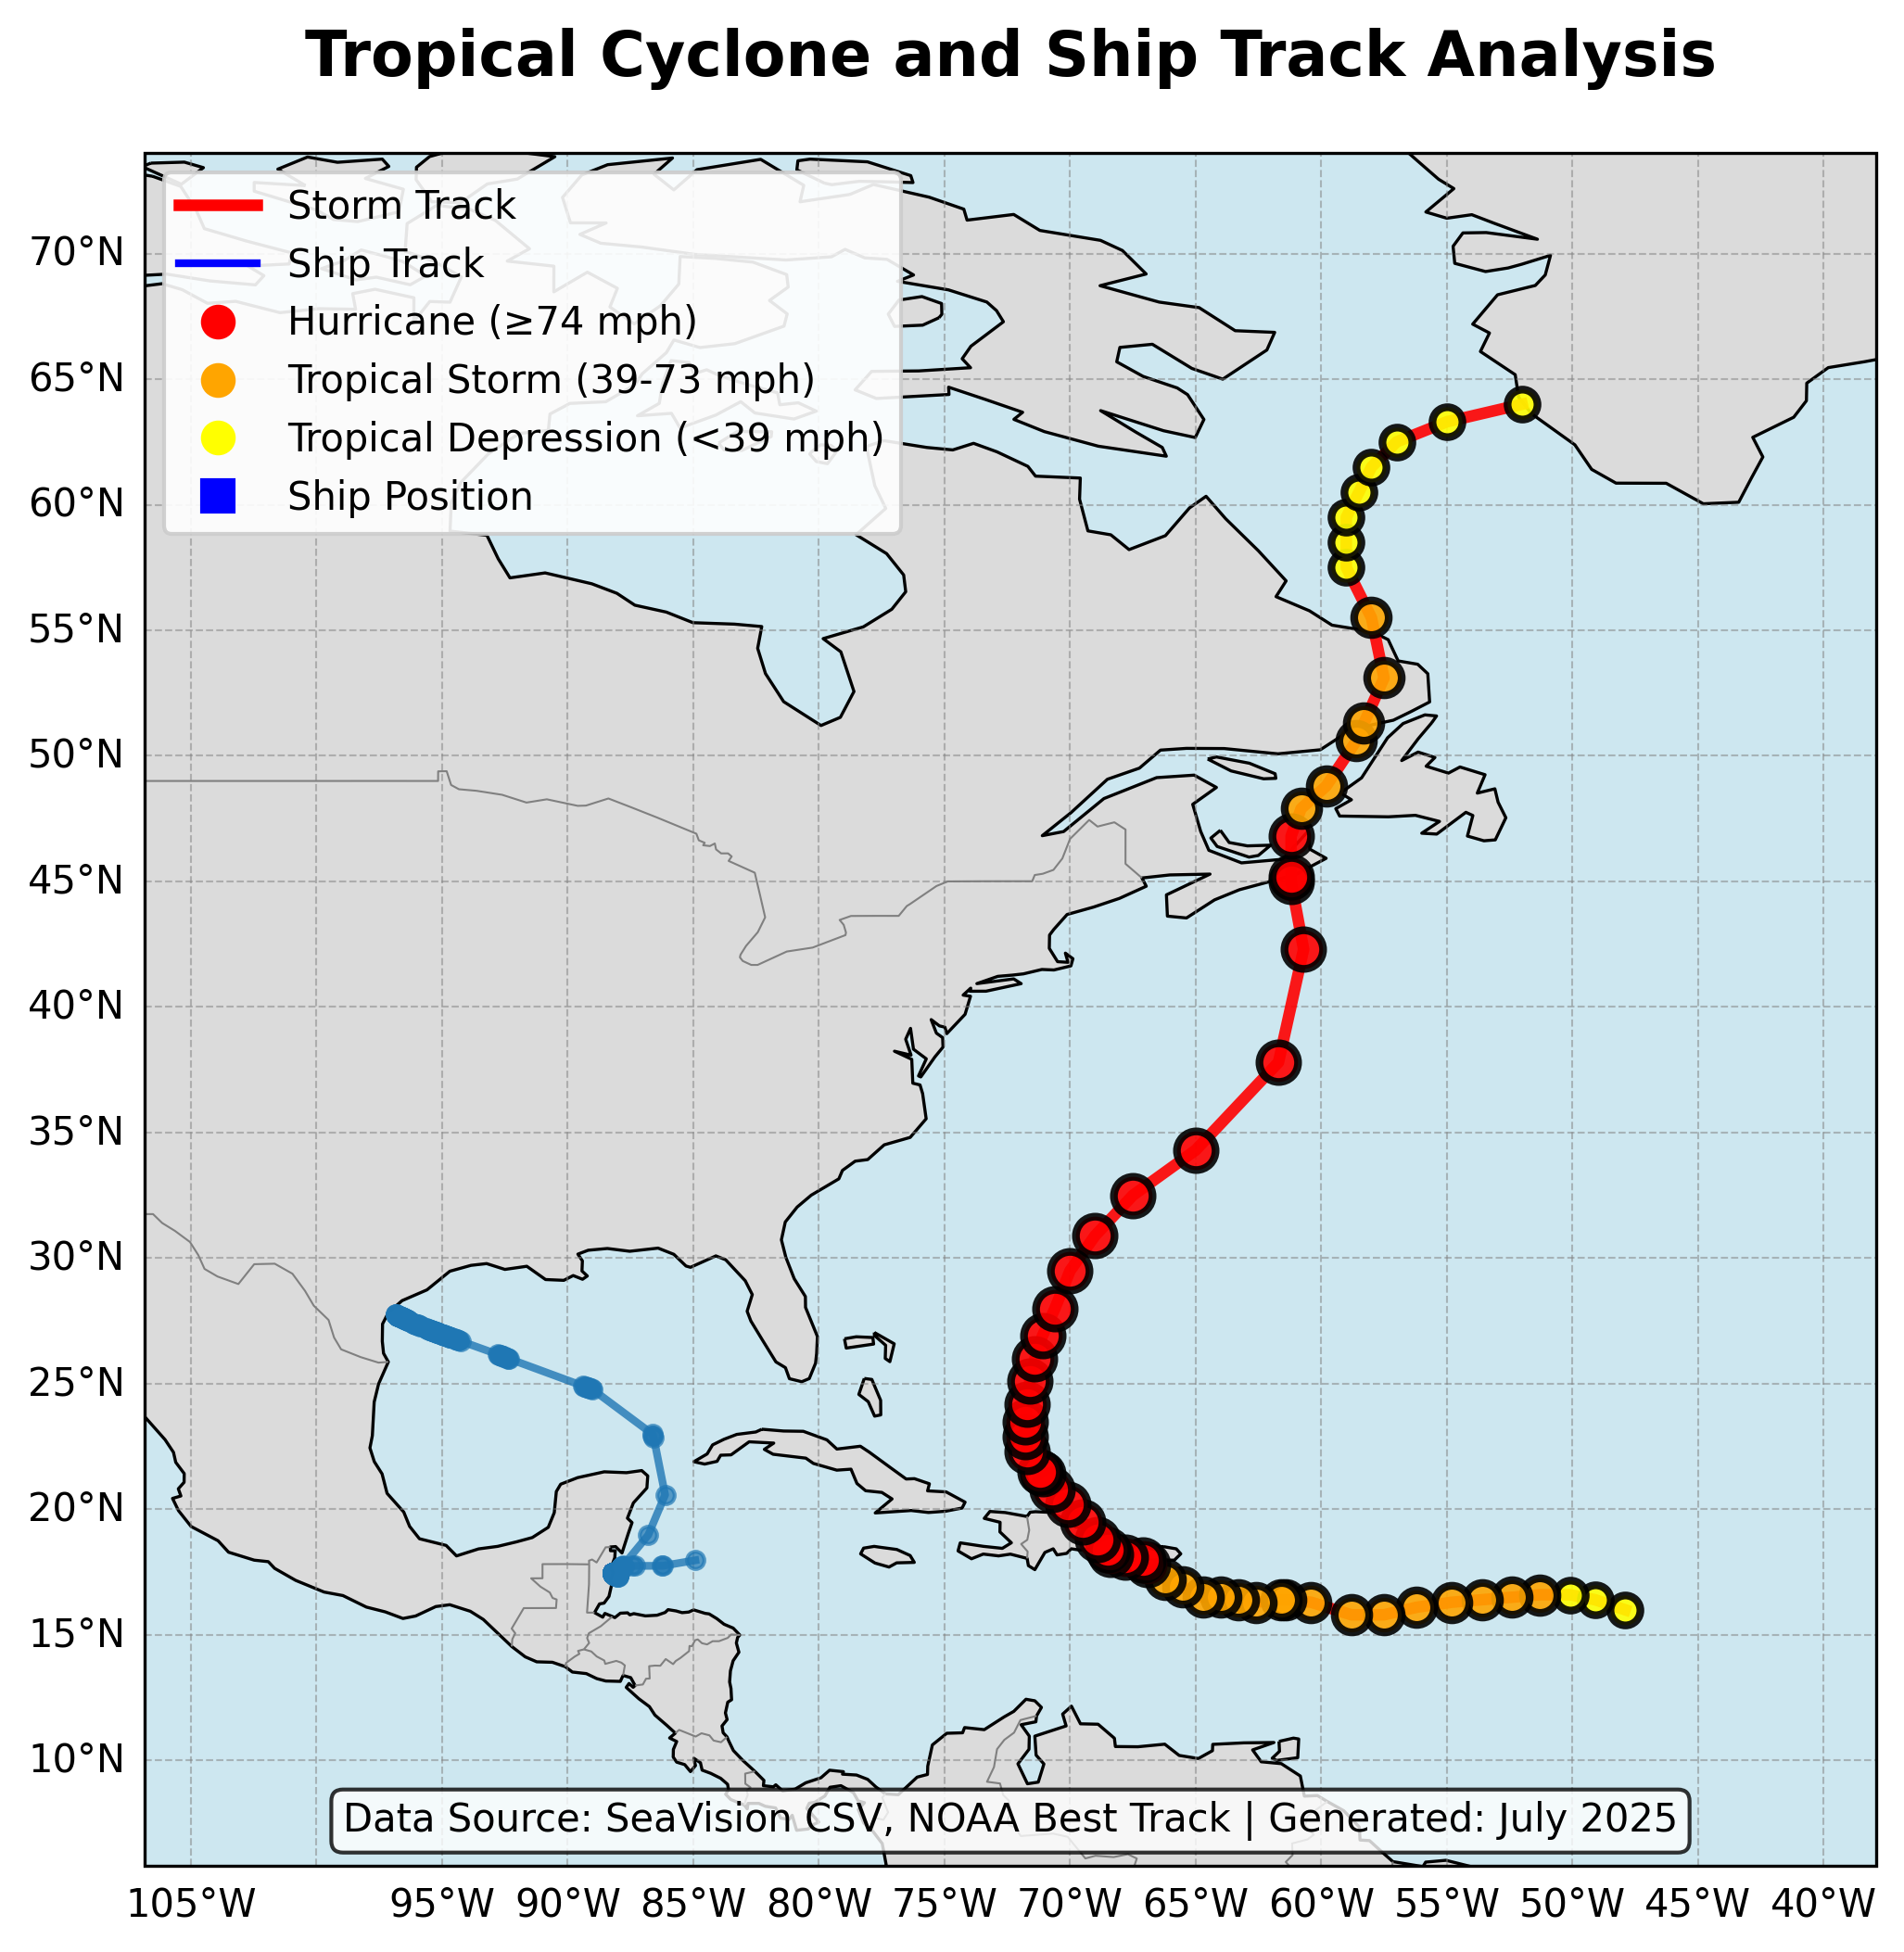 Tropical Cyclone and Ship Track Analysis
Storm Track
Ship Track
Hurricane (≥74 mph)
Tropical Storm (39-73 mph)
Tropical Depression (<39 mph)
Ship Position
70°N
65°N
60°N
55°N
50°N
45°N
40°N
35°N
30°N
25°N
20°N
15°N
10°N
Data Source: SeaVision CSV, NOAA Best Track | Generated: July 2025
105°W 95°W 90°W 85°W 80°W 75°W 70°W 65°W 60°W 55°W 50°W 45°W 40°W